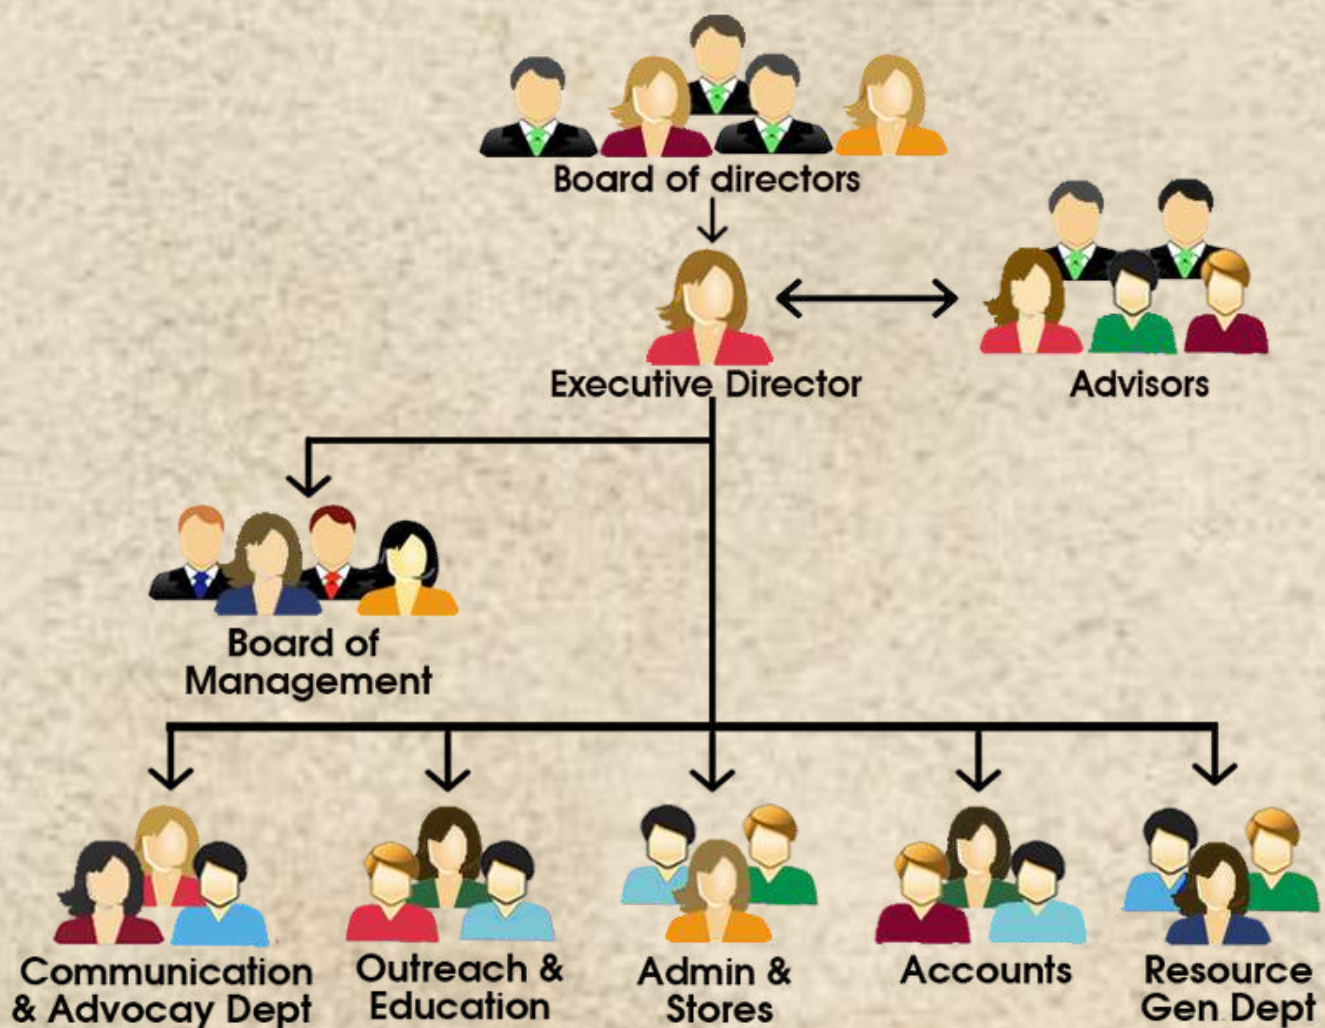 Board of directors
Executive Director
Advisors
Board of
Management
Communication
& Advocay Dept
Outreach &
Education
Admin &
Stores
Accounts
Resource
Gen Dept